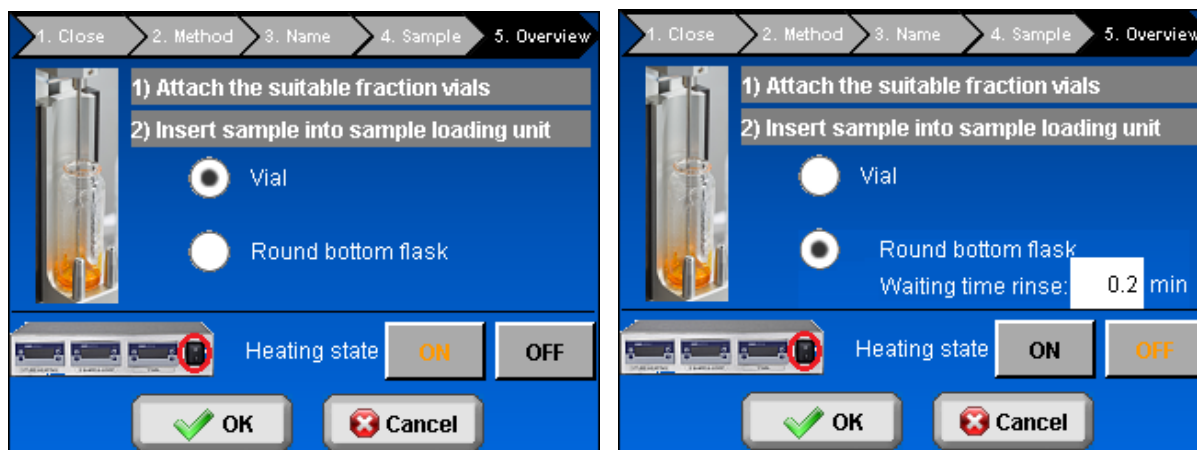 1. Close 2. Method 3. Name 4. Sample 5. Overview
1) Attach the suitable fraction vials
2) Insert sample into sample loading unit
Vial
Round bottom flask
Heating state ON OFF
OK Cancel
1. Close 2. Method 3. Name 4. Sample 5. Overview
1) Attach the suitable fraction vials
2) Insert sample into sample loading unit
Vial
Round bottom flask
Waiting time rinse: 0.2 min
Heating state ON OFF
OK Cancel